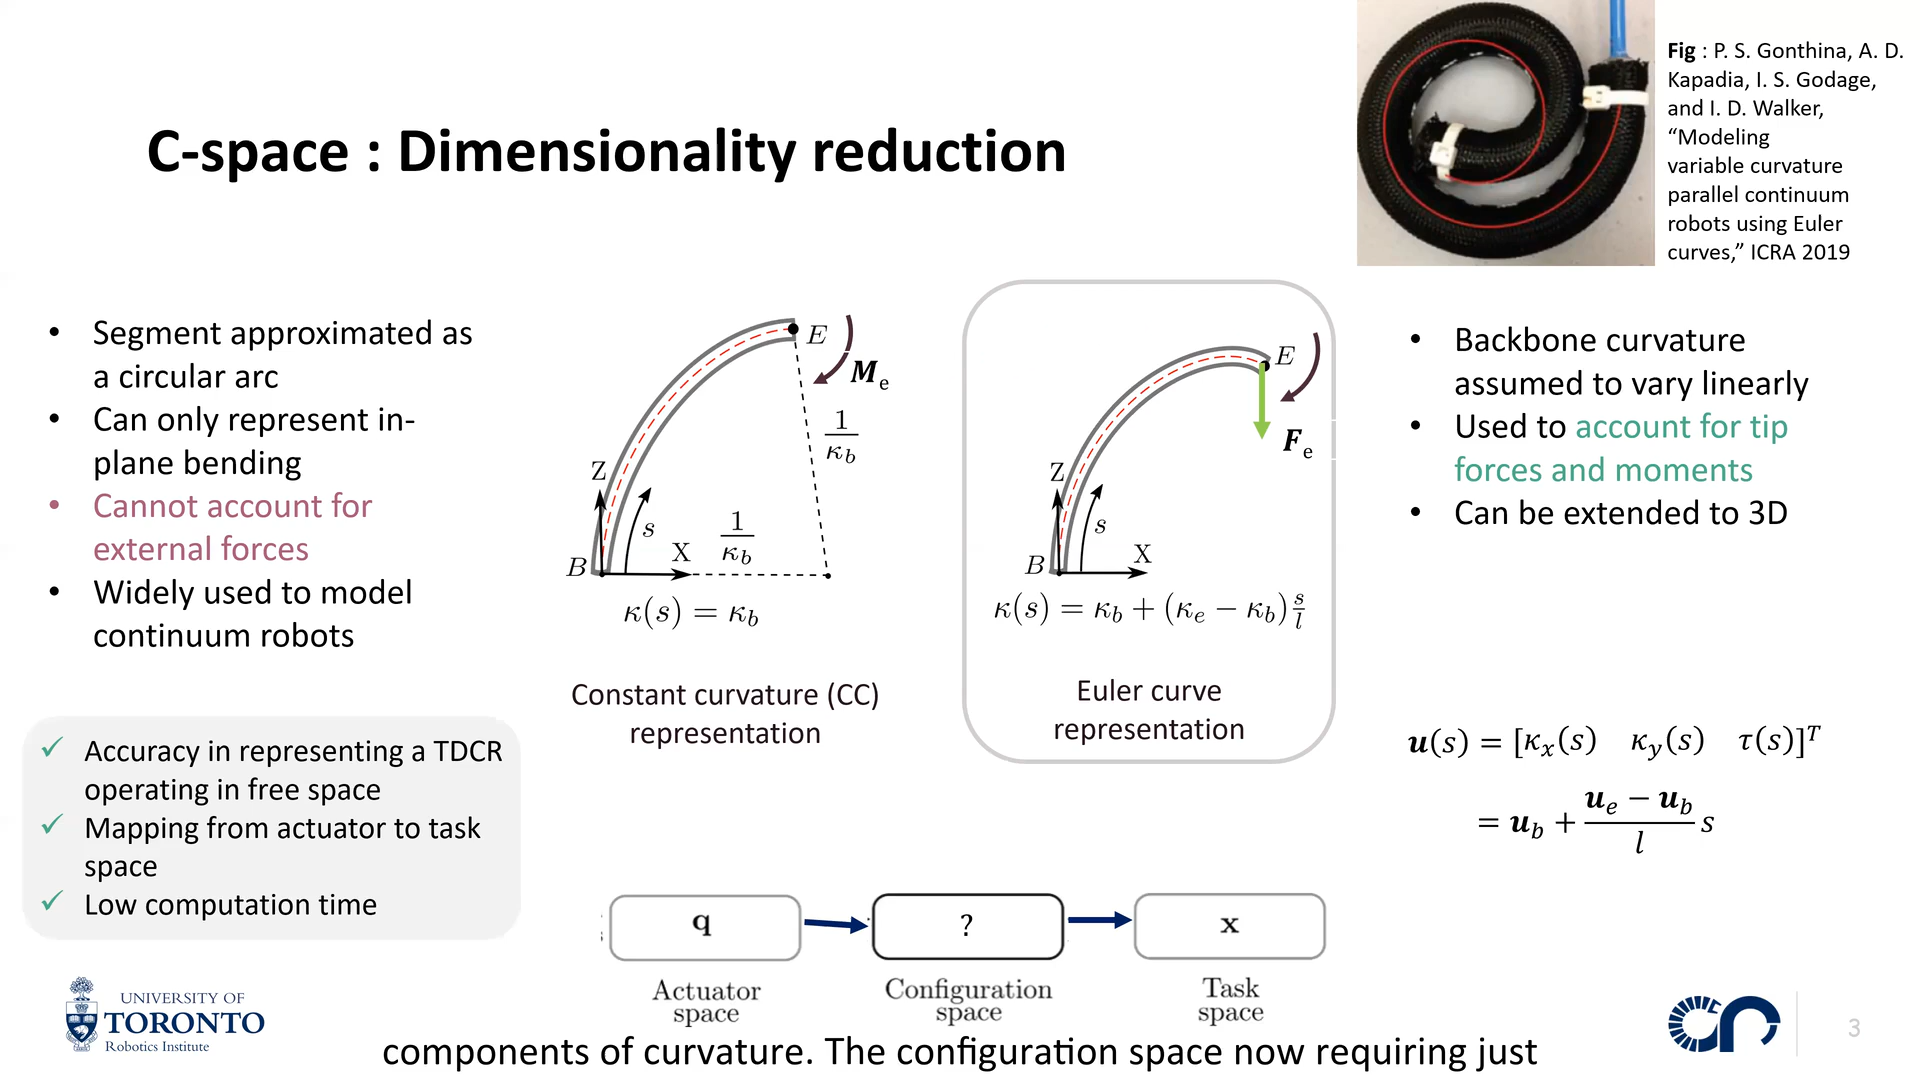 C-space : Dimensionality reduction
Fig : P. S. Gonthina, A. D.
Kapadia, I. S. Godage,
and I. D. Walker,
“Modeling
variable curvature
parallel continuum
robots using Euler
curves,” ICRA 2019
• Segment approximated as
a circular arc
• Can only represent in-
plane bending
• Cannot account for
external forces
• Widely used to model
continuum robots
✓ Accuracy in representing a TDCR
operating in free space
✓ Mapping from actuator to task
space
✓ Low computation time
E
M_e
1/κ_b
Z
s
X
1/κ_b
B
κ(s) = κ_b
Constant curvature (CC)
representation
E
F_e
Z
s
X
B
κ(s) = κ_b + (κ_e − κ_b) s/l
Euler curve
representation
• Backbone curvature
assumed to vary linearly
• Used to account for tip
forces and moments
• Can be extended to 3D
u(s) = [κ_x(s) κ_y(s) τ(s)]^T
= u_b + (u_e − u_b)/l s
q
?
x
Actuator
space
Configuration
space
Task
space
UNIVERSITY OF
TORONTO
Robotics Institute
components of curvature. The configuration space now requiring just
3